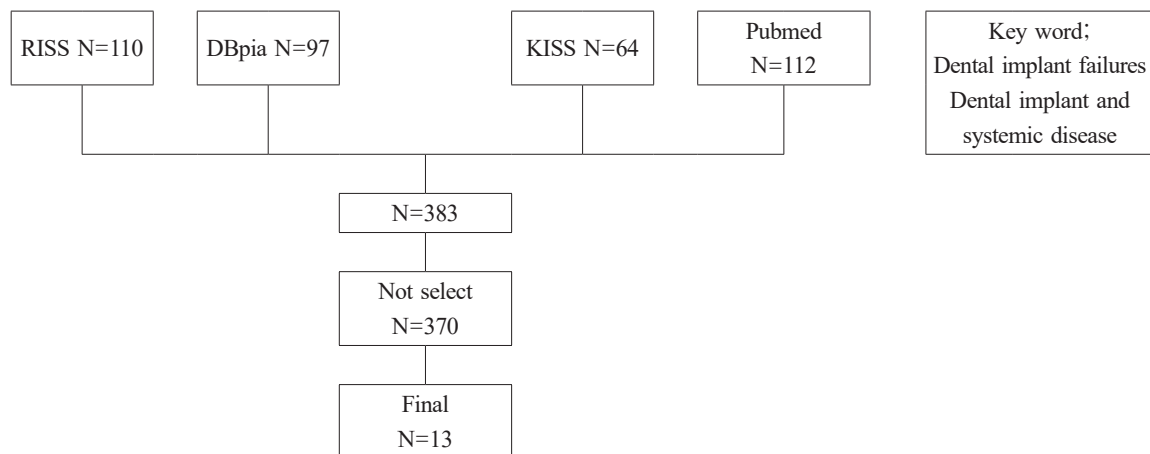 RISS N=110
DBpia N=97
KISS N=64
Pubmed
N=112
Key word;
Dental implant failures
Dental implant and
systemic disease
N=383
Not select
N=370
Final
N=13